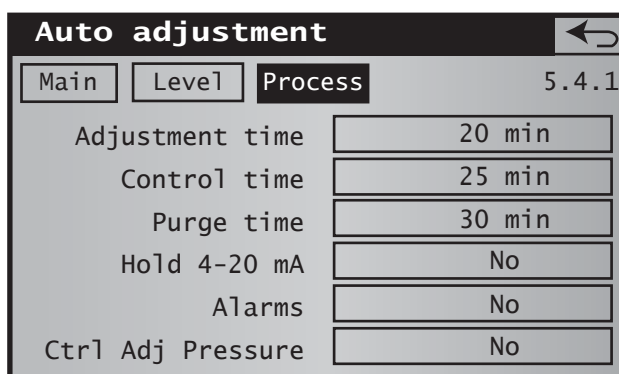 Auto adjustment
Main Level Process 5.4.1
Adjustment time 20 min
Control time 25 min
Purge time 30 min
Hold 4-20 mA No
Alarms No
Ctrl Adj Pressure No